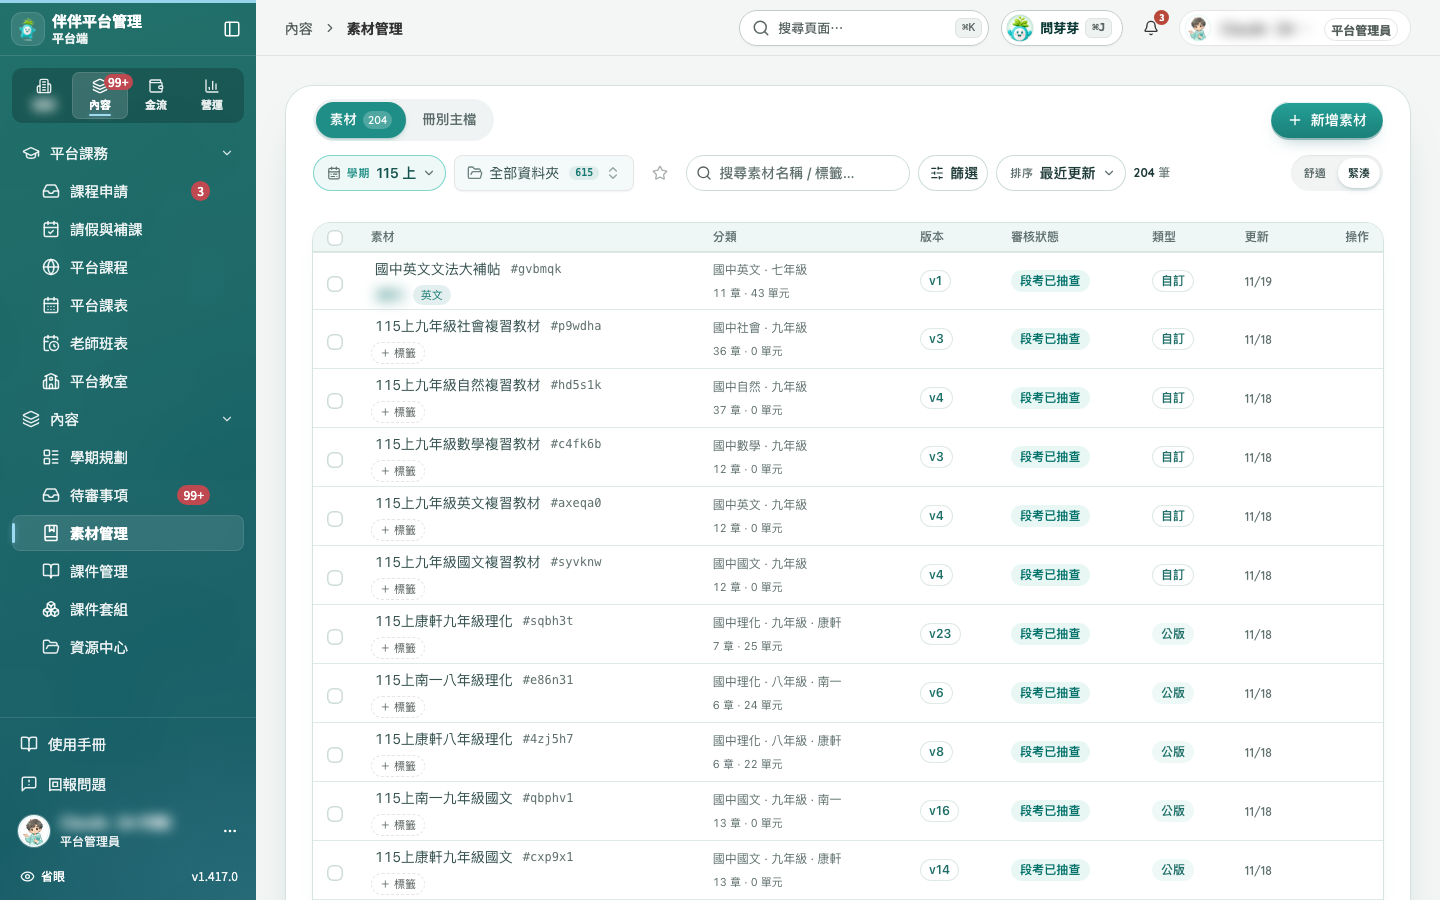 伴伴平台管理
平台端
99+
內容
金流
營運
平台課務
課程申請
3
請假與補課
平台課程
平台課表
老師班表
平台教室
內容
學期規劃
待審事項
99+
素材管理
課件管理
課件套組
資源中心
使用手冊
回報問題
平台管理員
省眼
v1.417.0
內容 > 素材管理
搜尋頁面…
⌘K
問芽芽
⌘J
3
平台管理員
素材 204
冊別主檔
+ 新增素材
學期 115 上
全部資料夾 615
搜尋素材名稱 / 標籤...
篩選
排序 最近更新
204 筆
舒適
緊湊
素材 分類 版本 審核狀態 類型 更新 操作
國中英文文法大補帖 #gvbmqk
英文
國中英文 · 七年級
11 章 · 43 單元
v1 段考已抽查 自訂 11/19
115上九年級社會複習教材 #p9wdha
+ 標籤
國中社會 · 九年級
36 章 · 0 單元
v3 段考已抽查 自訂 11/18
115上九年級自然複習教材 #hd5s1k
+ 標籤
國中自然 · 九年級
37 章 · 0 單元
v4 段考已抽查 自訂 11/18
115上九年級數學複習教材 #c4fk6b
+ 標籤
國中數學 · 九年級
12 章 · 0 單元
v3 段考已抽查 自訂 11/18
115上九年級英文複習教材 #axeqa0
+ 標籤
國中英文 · 九年級
12 章 · 0 單元
v4 段考已抽查 自訂 11/18
115上九年級國文複習教材 #syvknw
+ 標籤
國中國文 · 九年級
12 章 · 0 單元
v4 段考已抽查 自訂 11/18
115上康軒九年級理化 #sqbh3t
+ 標籤
國中理化 · 九年級 · 康軒
7 章 · 25 單元
v23 段考已抽查 公版 11/18
115上南一八年級理化 #e86n31
+ 標籤
國中理化 · 八年級 · 南一
6 章 · 24 單元
v6 段考已抽查 公版 11/18
115上康軒八年級理化 #4zj5h7
+ 標籤
國中理化 · 八年級 · 康軒
6 章 · 22 單元
v8 段考已抽查 公版 11/18
115上南一九年級國文 #qbphv1
+ 標籤
國中國文 · 九年級 · 南一
13 章 · 0 單元
v16 段考已抽查 公版 11/18
115上康軒九年級國文 #cxp9x1
+ 標籤
國中國文 · 九年級 · 康軒
13 章 · 0 單元
v14 段考已抽查 公版 11/18